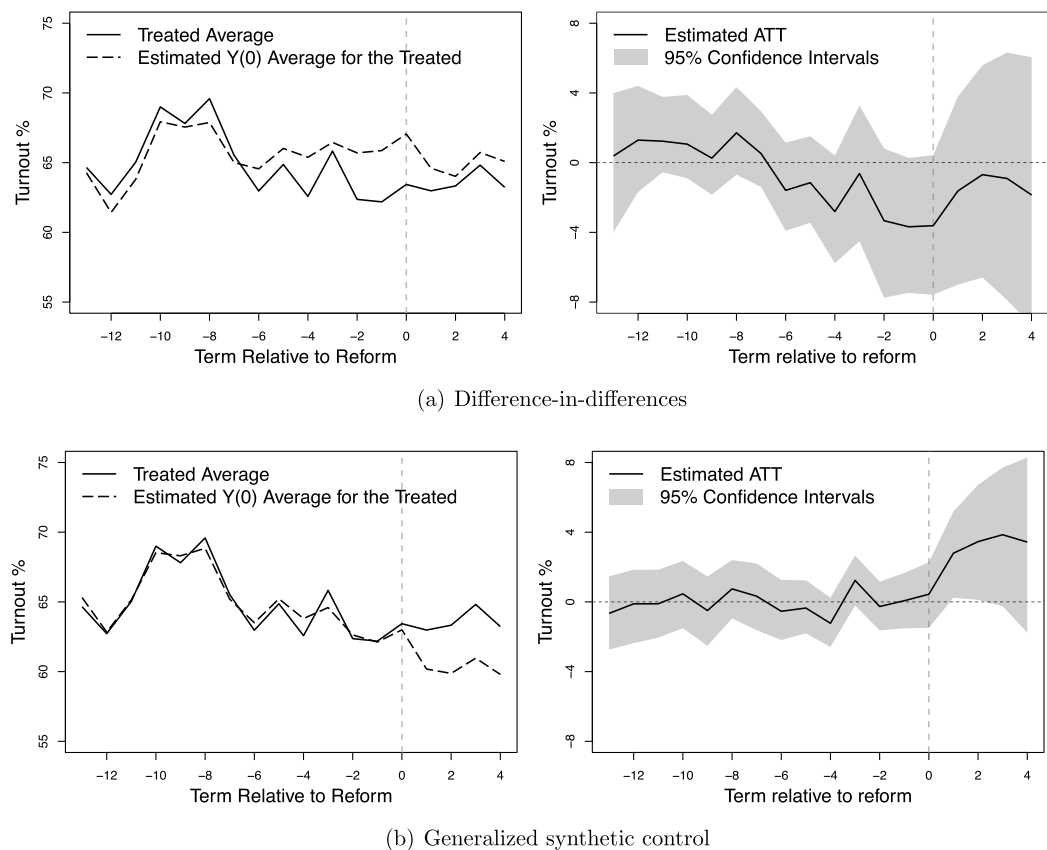 Treated Average
Estimated Y(0) Average for the Treated
Turnout %
75
70
65
60
55
−12 −10 −8 −6 −4 −2 0 2 4
Term Relative to Reform
Estimated ATT
95% Confidence Intervals
Turnout %
8
4
0
−4
−8
−12 −10 −8 −6 −4 −2 0 2 4
Term relative to reform
(a) Difference-in-differences
Treated Average
Estimated Y(0) Average for the Treated
Turnout %
75
70
65
60
55
−12 −10 −8 −6 −4 −2 0 2 4
Term Relative to Reform
Estimated ATT
95% Confidence Intervals
Turnout %
8
4
0
−4
−8
−12 −10 −8 −6 −4 −2 0 2 4
Term relative to reform
(b) Generalized synthetic control